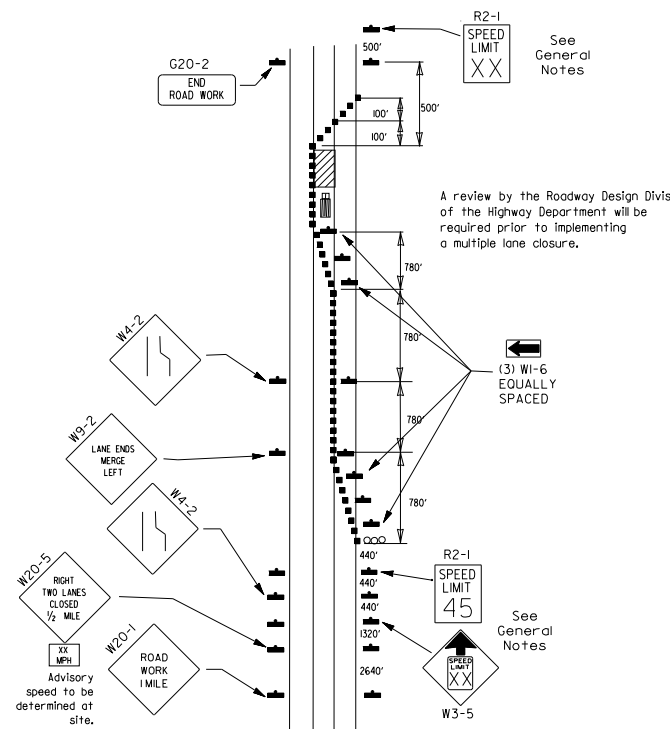 R2-1
SPEED
LIMIT
XX
See
General
Notes
500'
G20-2
END
ROAD WORK
500'
100'
100'
A review by the Roadway Design Divis
of the Highway Department will be
required prior to implementing
a multiple lane closure.
780'
780'
W4-2
(3) W1-6
EQUALLY
SPACED
780'
W9-2
LANE ENDS
MERGE
LEFT
780'
W4-2
440'
R2-1
SPEED
LIMIT
45
440'
440'
W20-5
RIGHT
TWO LANES
CLOSED
1/2 MILE
XX
MPH
Advisory
speed to be
determined at
site.
See
General
Notes
1320'
W20-1
ROAD
WORK
1 MILE
2640'
SPEED
LIMIT
XX
W3-5